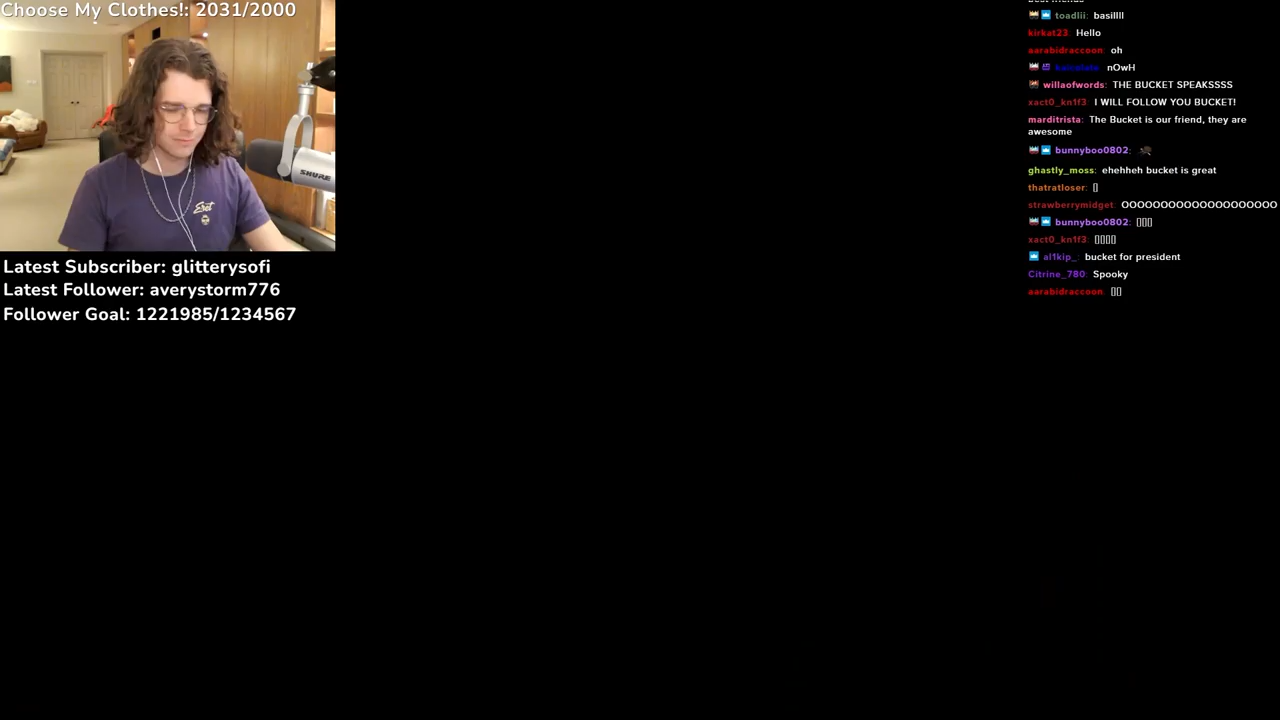 Choose My Clothes!: 2031/2000
SHURE
Eret
Latest Subscriber: glitterysofi
Latest Follower: averystorm776
Follower Goal: 1221985/1234567
toadlii: basillll
kirkat23: Hello
aarabidraccoon: oh
nOwH
willaofwords: THE BUCKET SPEAKSSSS
xact0_kn1f3: I WILL FOLLOW YOU BUCKET!
marditrista: The Bucket is our friend, they are
awesome
bunnyboo0802:
ghastly_moss: ehehheh bucket is great
thatratloser: []
strawberrymidget: OOOOOOOOOOOOOOOOOOOO
bunnyboo0802: [][][]
xact0_kn1f3: [][][][]
al1kip_: bucket for president
Citrine_780: Spooky
aarabidraccoon: [][]